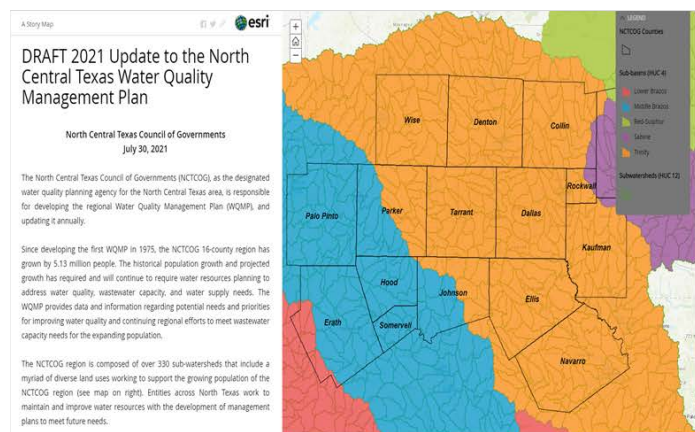 A Story Map
esri
DRAFT 2021 Update to the North
Central Texas Water Quality
Management Plan
North Central Texas Council of Governments
July 30, 2021
The North Central Texas Council of Governments (NCTCOG), as the designated
water quality planning agency for the North Central Texas area, is responsible
for developing the regional Water Quality Management Plan (WQMP), and
updating it annually.
Since developing the first WQMP in 1975, the NCTCOG 16-county region has
grown by 5.13 million people. The historical population growth and projected
growth has required and will continue to require water resources planning to
address water quality, wastewater capacity, and water supply needs. The
WQMP provides data and information regarding potential needs and priorities
for improving water quality and continuing regional efforts to meet wastewater
capacity needs for the expanding population.
The NCTCOG region is composed of over 330 sub-watersheds that include a
myriad of diverse land uses working to support the growing population of the
NCTCOG region (see map on right). Entities across North Texas work to
maintain and improve water resources with the development of management
plans to meet future needs.
+
−
LEGEND
NCTCOG Counties
Sub-basins (HUC 4)
Lower Brazos
Middle Brazos
Red-Sulphur
Sabine
Trinity
Subwatersheds (HUC 12)
Wise
Denton
Collin
Rockwall
Palo Pinto
Parker
Tarrant
Dallas
Kaufman
Hood
Johnson
Ellis
Erath
Somervell
Navarro